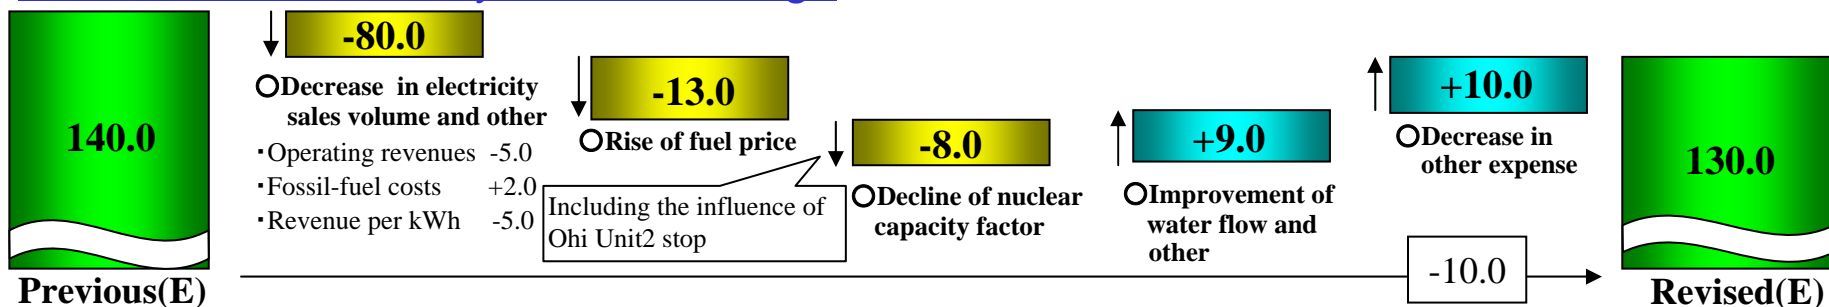 140.0
Previous(E)
-80.0
Decrease in electricity
sales volume and other
・Operating revenues -5.0
・Fossil-fuel costs +2.0
・Revenue per kWh -5.0
-13.0
Rise of fuel price
Including the influence of
Ohi Unit2 stop
-8.0
Decline of nuclear
capacity factor
+9.0
Improvement of
water flow and
other
+10.0
Decrease in
other expense
-10.0
130.0
Revised(E)